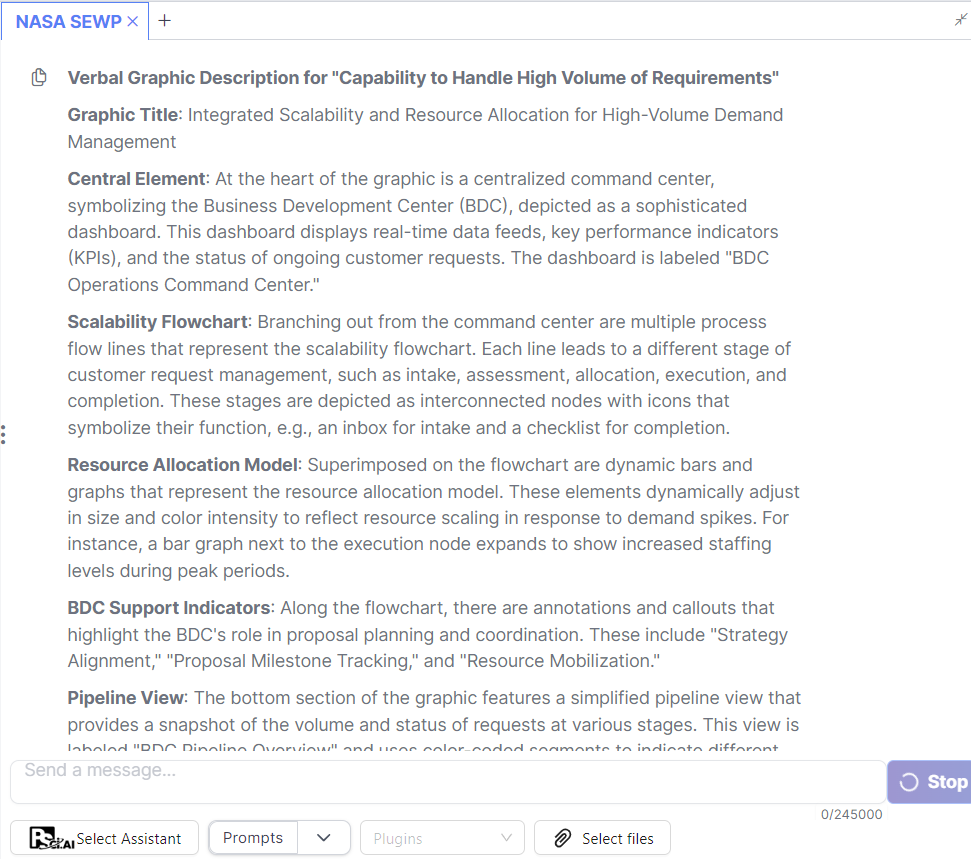 NASA SEWP
Verbal Graphic Description for "Capability to Handle High Volume of Requirements"
Graphic Title: Integrated Scalability and Resource Allocation for High-Volume Demand
Management
Central Element: At the heart of the graphic is a centralized command center,
symbolizing the Business Development Center (BDC), depicted as a sophisticated
dashboard. This dashboard displays real-time data feeds, key performance indicators
(KPIs), and the status of ongoing customer requests. The dashboard is labeled "BDC
Operations Command Center."
Scalability Flowchart: Branching out from the command center are multiple process
flow lines that represent the scalability flowchart. Each line leads to a different stage of
customer request management, such as intake, assessment, allocation, execution, and
completion. These stages are depicted as interconnected nodes with icons that
symbolize their function, e.g., an inbox for intake and a checklist for completion.
Resource Allocation Model: Superimposed on the flowchart are dynamic bars and
graphs that represent the resource allocation model. These elements dynamically adjust
in size and color intensity to reflect resource scaling in response to demand spikes. For
instance, a bar graph next to the execution node expands to show increased staffing
levels during peak periods.
BDC Support Indicators: Along the flowchart, there are annotations and callouts that
highlight the BDC's role in proposal planning and coordination. These include "Strategy
Alignment," "Proposal Milestone Tracking," and "Resource Mobilization."
Pipeline View: The bottom section of the graphic features a simplified pipeline view that
provides a snapshot of the volume and status of requests at various stages. This view is
labeled "BDC Pipeline Overview" and uses color-coded segments to indicate different
Send a message...
Stop
0/245000
Select Assistant
Prompts
Plugins
Select files